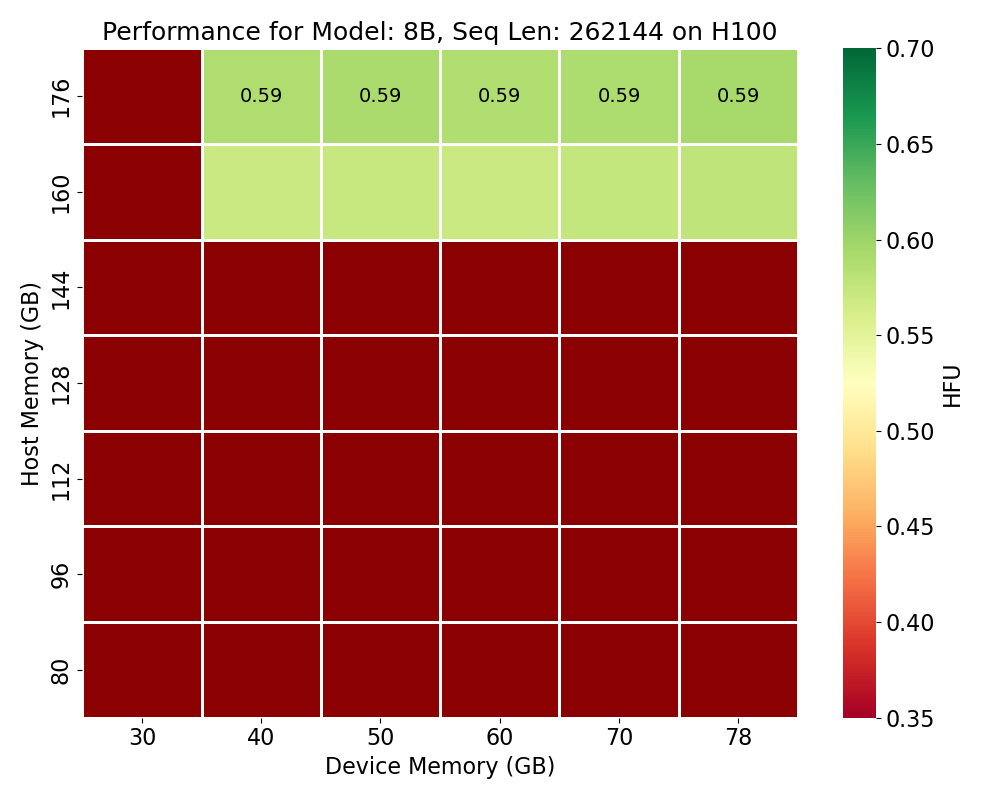 Performance for Model: 8B, Seq Len: 262144 on H100
176
0.59 0.59 0.59 0.59 0.59
160
144
128
112
96
80
Host Memory (GB)
30 40 50 60 70 78
Device Memory (GB)
0.70
0.65
0.60
0.55
0.50
0.45
0.40
0.35
HFU